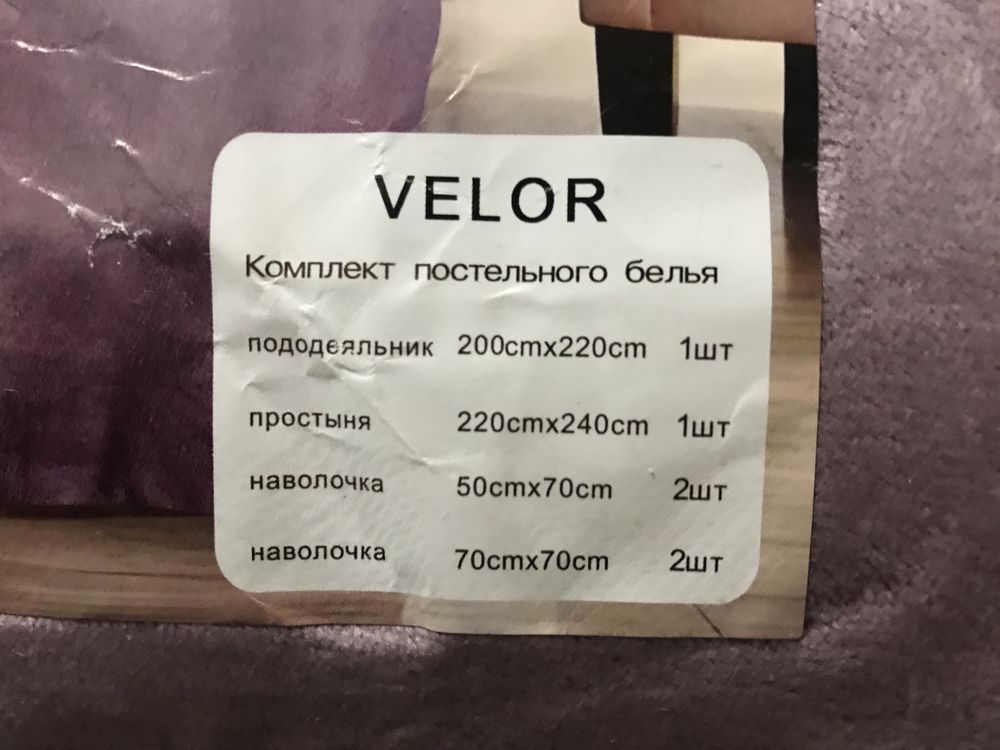 VELOR
Комплект постельного белья
пододеяльник 200cmx220cm 1шт
простыня 220cmx240cm 1шт
наволочка 50cmx70cm 2шт
наволочка 70cmx70cm 2шт